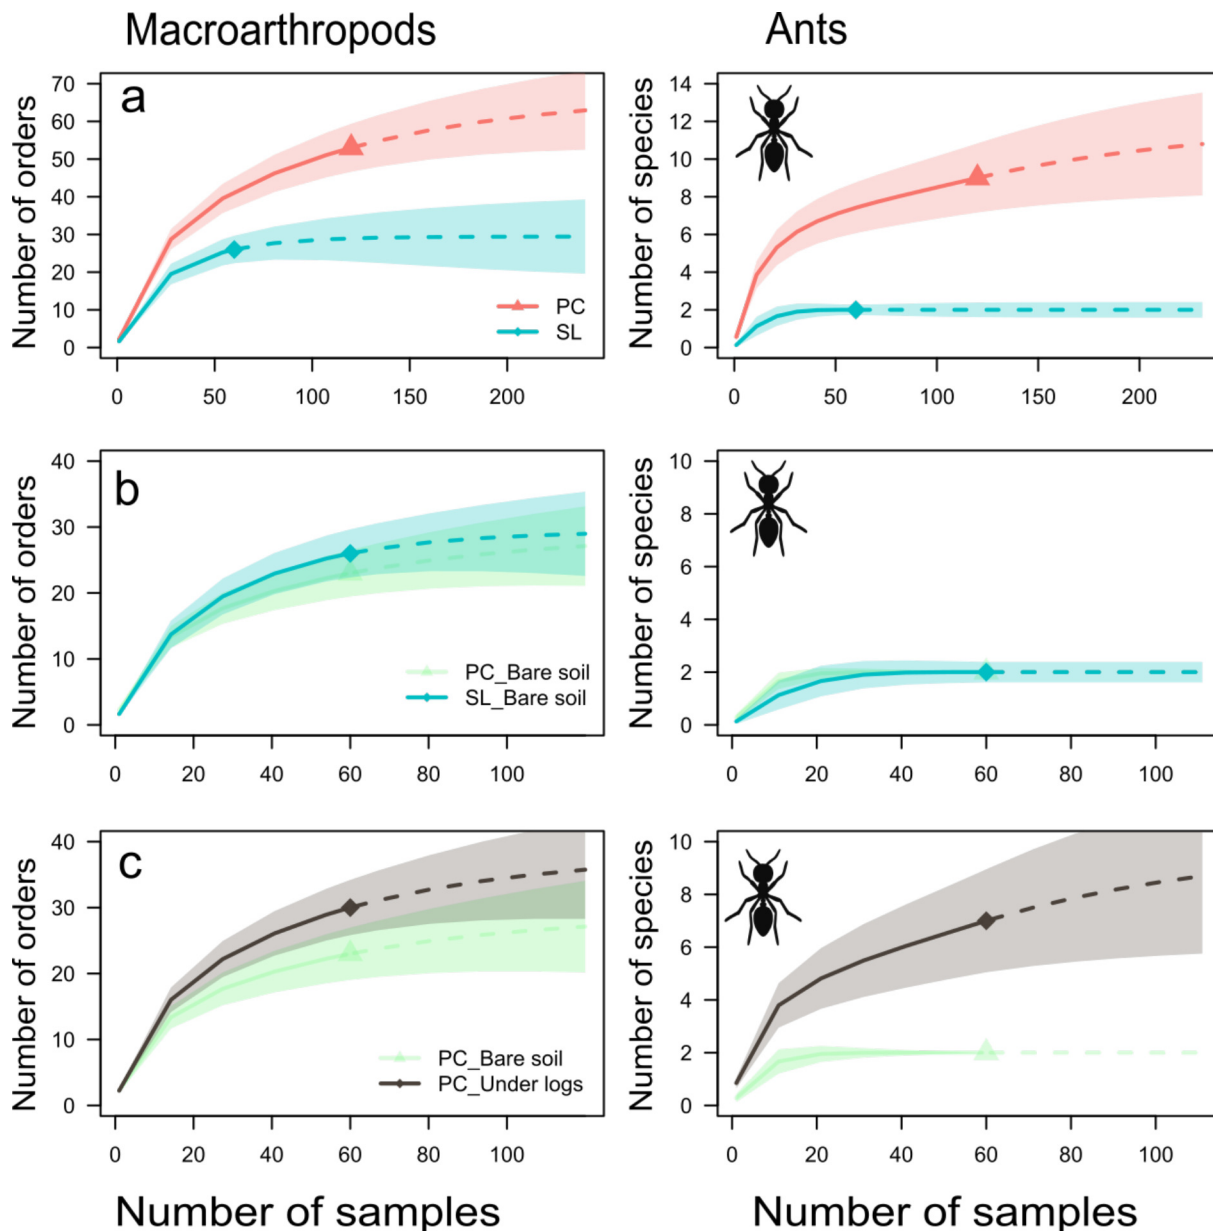 Macroarthropods
Ants
a
Number of orders
70
60
50
40
30
20
10
0
PC
SL
0 50 100 150 200
Number of species
14
12
10
8
6
4
2
0
0 50 100 150 200
b
Number of orders
40
30
20
10
0
PC_Bare soil
SL_Bare soil
0 20 40 60 80 100
Number of species
10
8
6
4
2
0
0 20 40 60 80 100
c
Number of orders
40
30
20
10
0
PC_Bare soil
PC_Under logs
0 20 40 60 80 100
Number of samples
Number of species
10
8
6
4
2
0
0 20 40 60 80 100
Number of samples